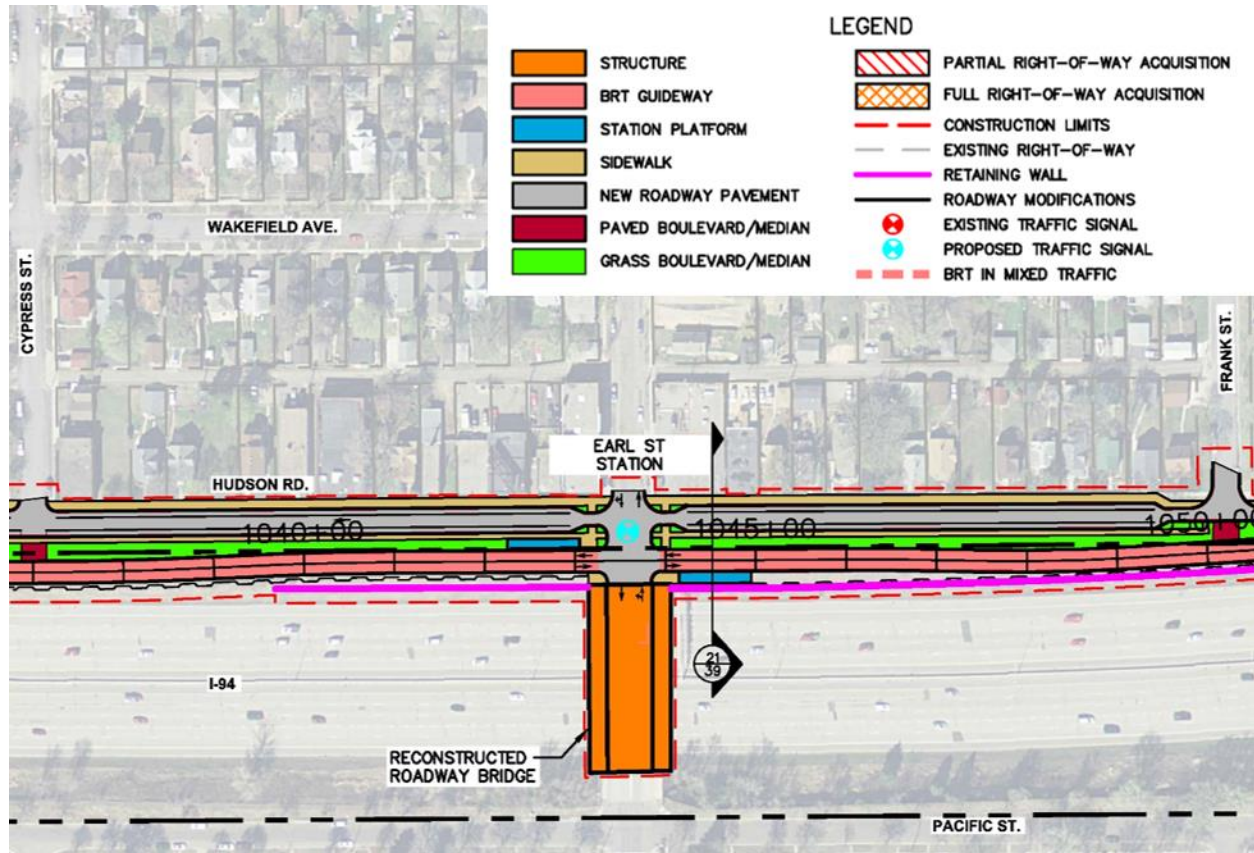 LEGEND
STRUCTURE
BRT GUIDEWAY
STATION PLATFORM
SIDEWALK
NEW ROADWAY PAVEMENT
PAVED BOULEVARD/MEDIAN
GRASS BOULEVARD/MEDIAN
PARTIAL RIGHT-OF-WAY ACQUISITION
FULL RIGHT-OF-WAY ACQUISITION
CONSTRUCTION LIMITS
EXISTING RIGHT-OF-WAY
RETAINING WALL
ROADWAY MODIFICATIONS
EXISTING TRAFFIC SIGNAL
PROPOSED TRAFFIC SIGNAL
BRT IN MIXED TRAFFIC
WAKEFIELD AVE.
CYPRESS ST.
FRANK ST.
EARL ST
STATION
HUDSON RD.
1040+00
1045+00
1050+00
21
39
I-94
RECONSTRUCTED
ROADWAY BRIDGE
PACIFIC ST.